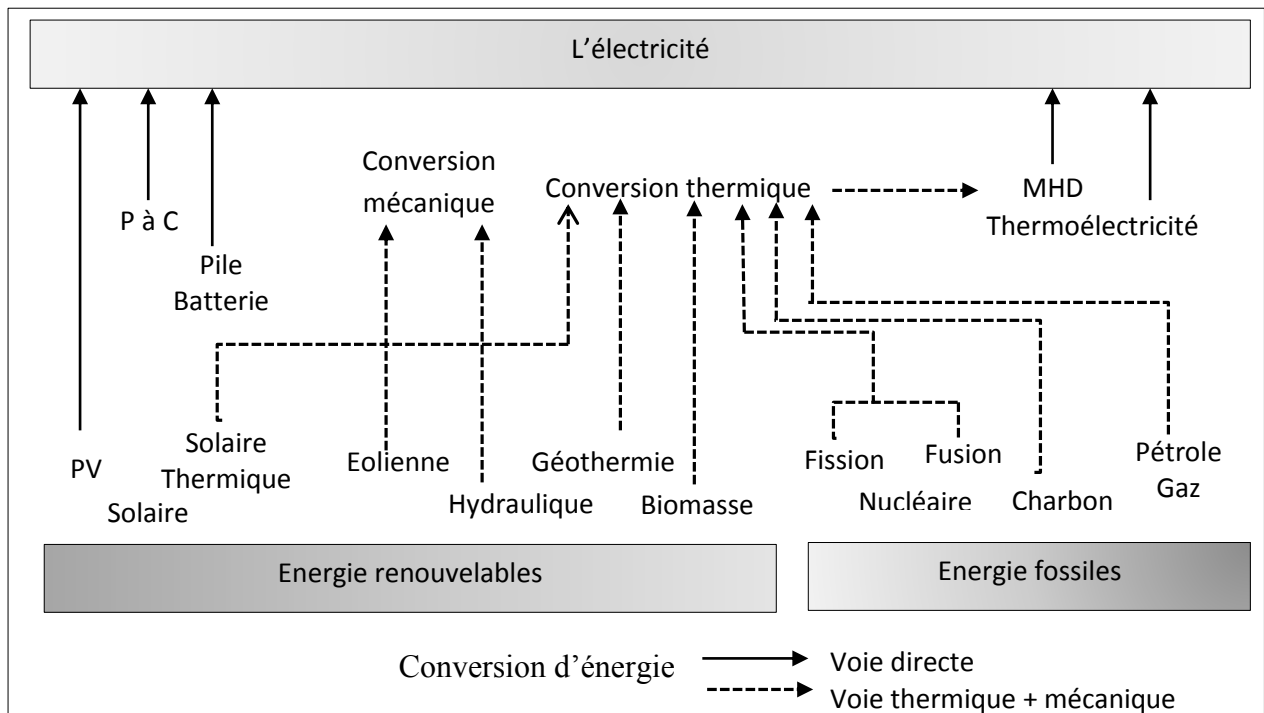 L’électricité
Conversion
mécanique
Conversion thermique
MHD
Thermoélectricité
P à C
Pile
Batterie
Solaire
Thermique
PV
Solaire
Eolienne
Hydraulique
Géothermie
Biomasse
Fission
Fusion
Nucléaire
Charbon
Pétrole
Gaz
Energie renouvelables
Energie fossiles
Conversion d’énergie
Voie directe
Voie thermique + mécanique